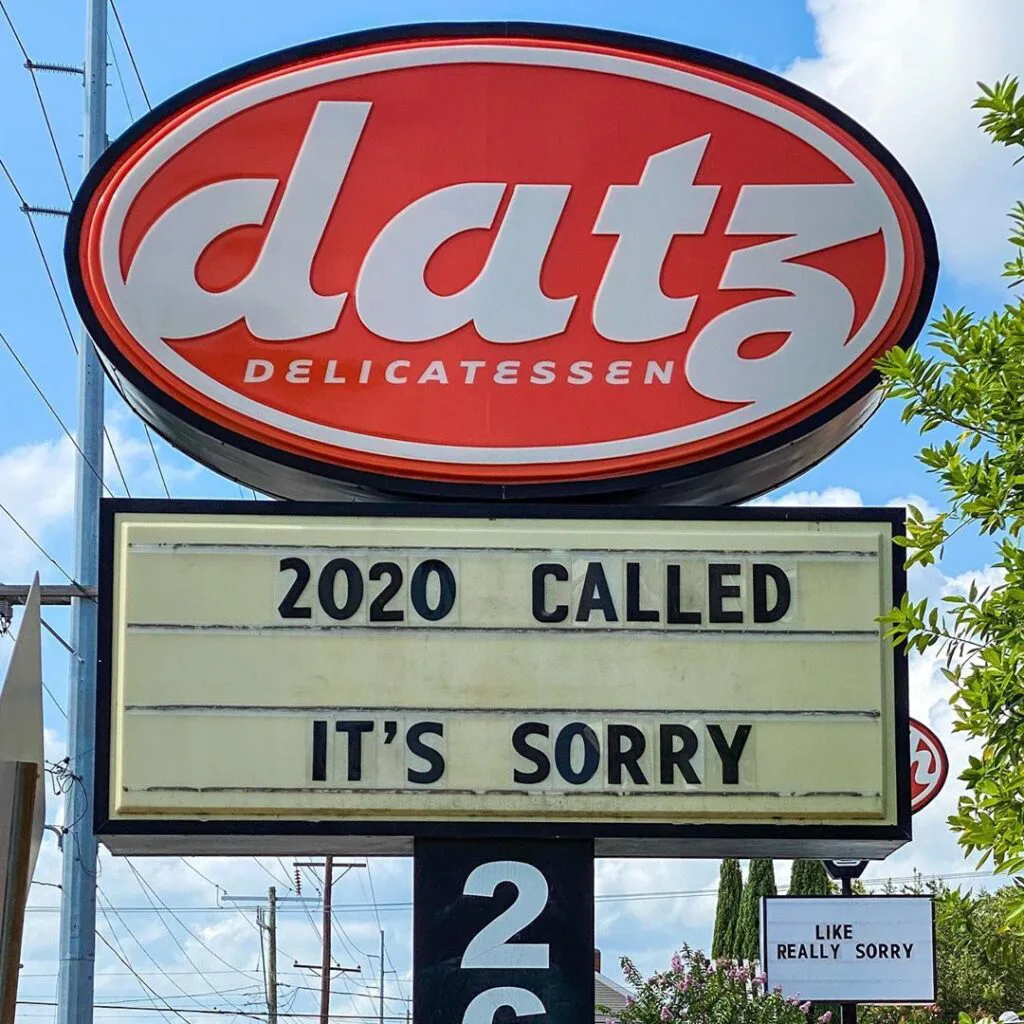 datz
DELICATESSEN
2020 CALLED
IT'S SORRY
2
LIKE
REALLY SORRY